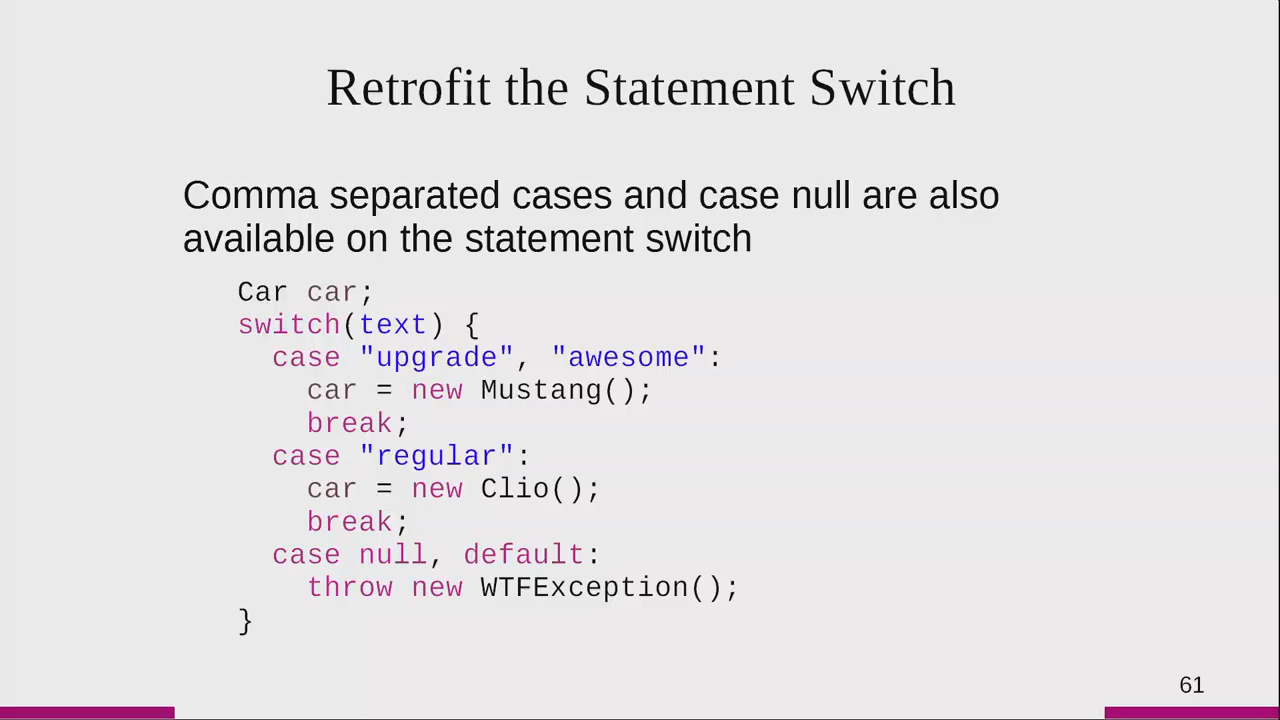 Retrofit the Statement Switch
Comma separated cases and case null are also
available on the statement switch
Car car;
switch(text) {
  case "upgrade", "awesome":
    car = new Mustang();
    break;
  case "regular":
    car = new Clio();
    break;
  case null, default:
    throw new WTFException();
}
61